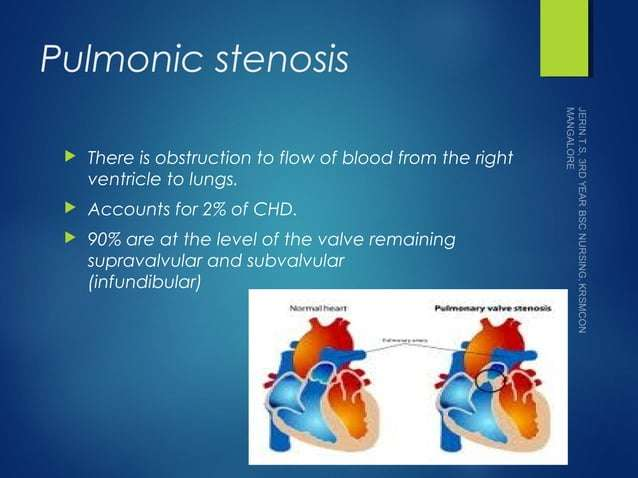 Pulmonic stenosis
There is obstruction to flow of blood from the right
ventricle to lungs.
Accounts for 2% of CHD.
90% are at the level of the valve remaining
supravalvular and subvalvular
(infundibular)
JERIN T.S, 3RD YEAR BSC NURSING, KRSMCON
MANGALORE
Normal heart
Pulmonary valve stenosis
Pulmonary artery